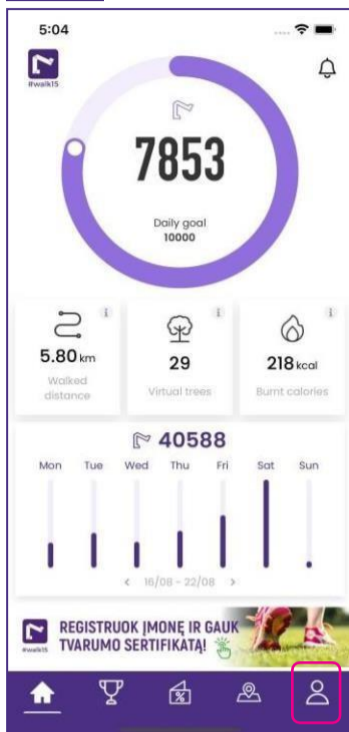 5:04
#walk15
7853
Daily goal
10000
5.80 km
Walked distance
29
Virtual trees
218 kcal
Burnt calories
40588
Mon Tue Wed Thu Fri Sat Sun
< 16/08 - 22/08 >
#walk15
REGISTRUOK ĮMONĘ IR GAUK
TVARUMO SERTIFIKATĄ!